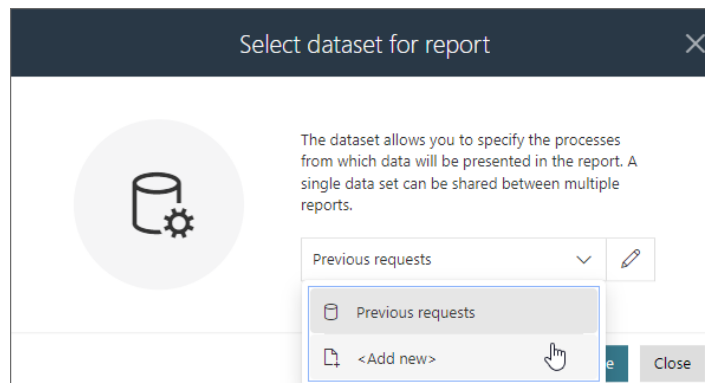 Select dataset for report
The dataset allows you to specify the processes
from which data will be presented in the report. A
single data set can be shared between multiple
reports.
Previous requests
Previous requests
<Add new>
Close